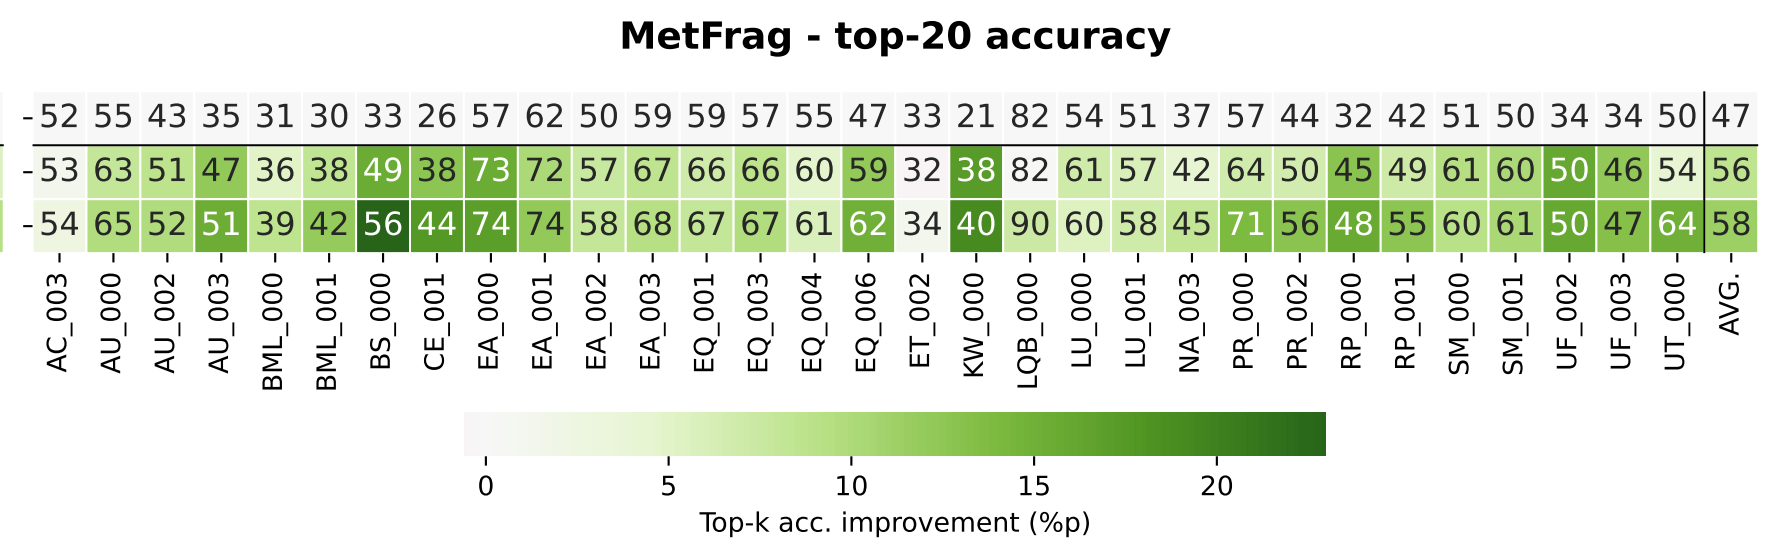 MetFrag - top-20 accuracy
52 55 43 35 31 30 33 26 57 62 50 59 59 57 55 47 33 21 82 54 51 37 57 44 32 42 51 50 34 34 50 47
53 63 51 47 36 38 49 38 73 72 57 67 66 66 60 59 32 38 82 61 57 42 64 50 45 49 61 60 50 46 54 56
54 65 52 51 39 42 56 44 74 74 58 68 67 67 61 62 34 40 90 60 58 45 71 56 48 55 60 61 50 47 64 58
AC_003 AU_000 AU_002 AU_003 BML_000 BML_001 BS_000 CE_001 EA_000 EA_001 EA_002 EA_003 EQ_001 EQ_003 EQ_004 EQ_006 ET_002 KW_000 LQB_000 LU_000 LU_001 NA_003 PR_000 PR_002 RP_000 RP_001 SM_000 SM_001 UF_002 UF_003 UT_000 AVG.
0 5 10 15 20
Top-k acc. improvement (%p)